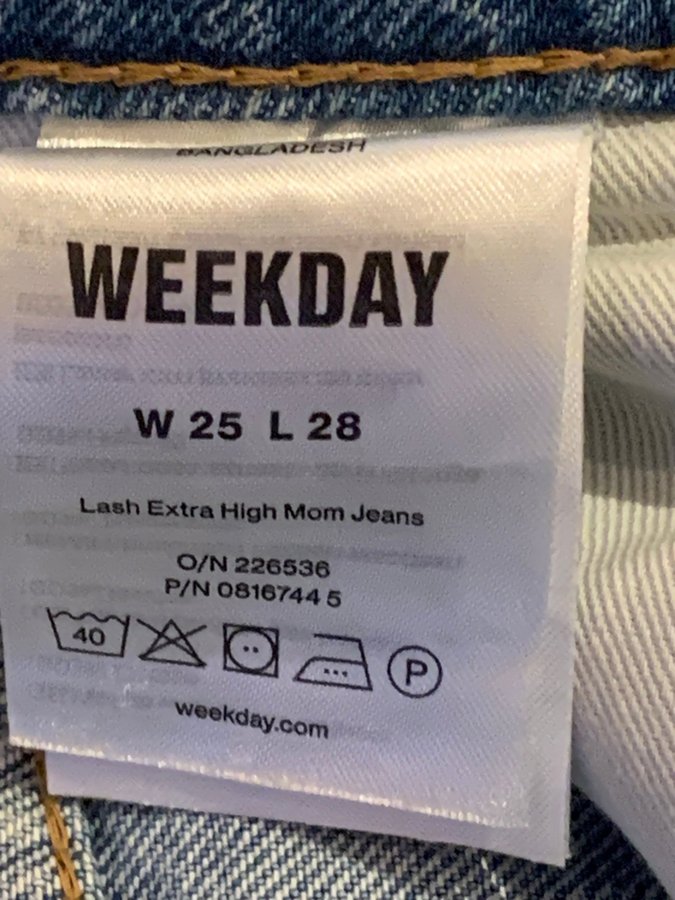 BANGLADESH
WEEKDAY
W 25 L 28
Lash Extra High Mom Jeans
O/N 226536
P/N 0816744 5
40 P
weekday.com